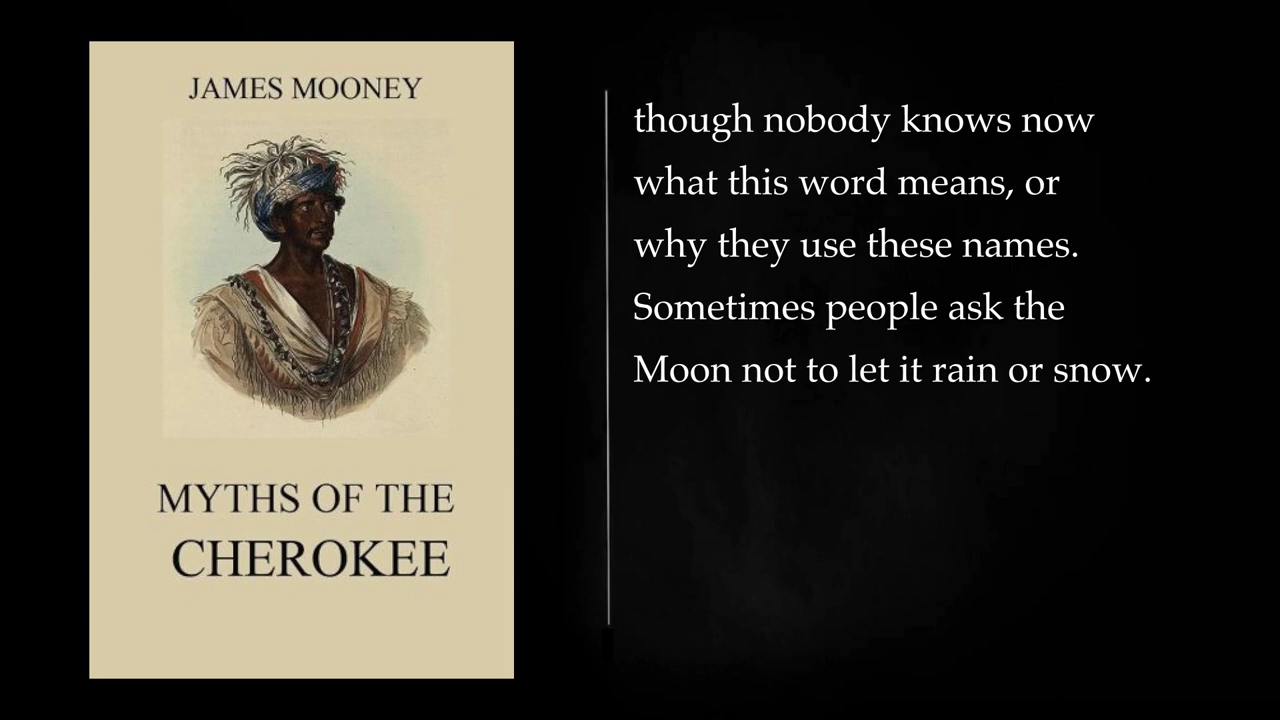 JAMES MOONEY
MYTHS OF THE
CHEROKEE
though nobody knows now
what this word means, or
why they use these names.
Sometimes people ask the
Moon not to let it rain or snow.